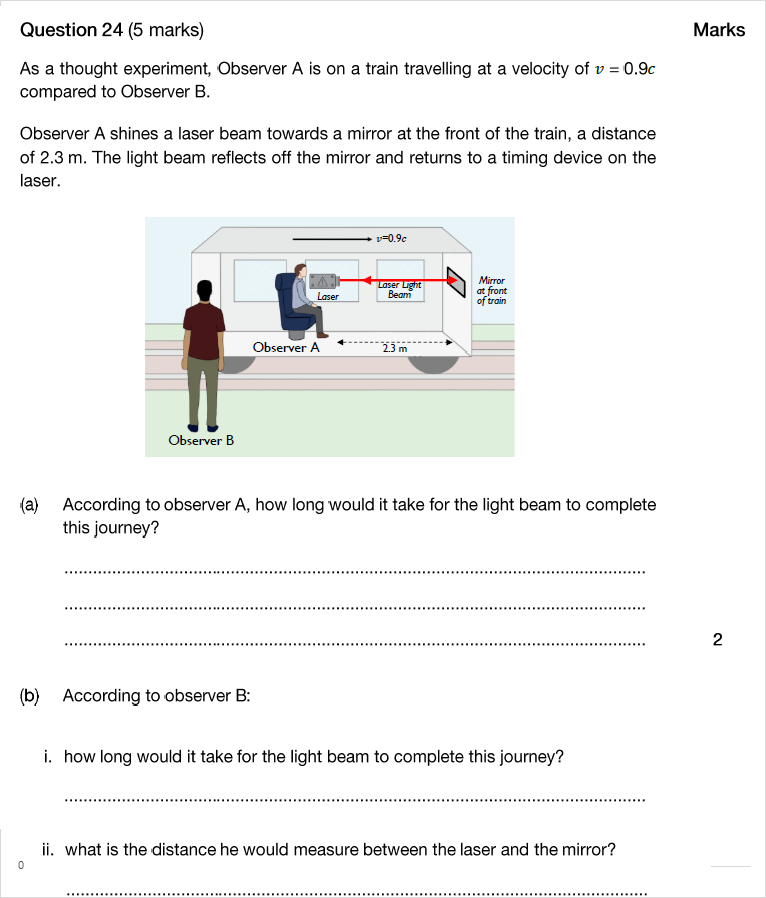 Question 24 (5 marks) Marks
As a thought experiment, Observer A is on a train travelling at a velocity of v = 0.9c
compared to Observer B.
Observer A shines a laser beam towards a mirror at the front of the train, a distance
of 2.3 m. The light beam reflects off the mirror and returns to a timing device on the
laser.
v=0.9c
Laser
Laser Light
Beam
Mirror
at front
of train
Observer A
2.3 m
Observer B
(a) According to observer A, how long would it take for the light beam to complete
this journey?
2
(b) According to observer B:
i. how long would it take for the light beam to complete this journey?
ii. what is the distance he would measure between the laser and the mirror?
0